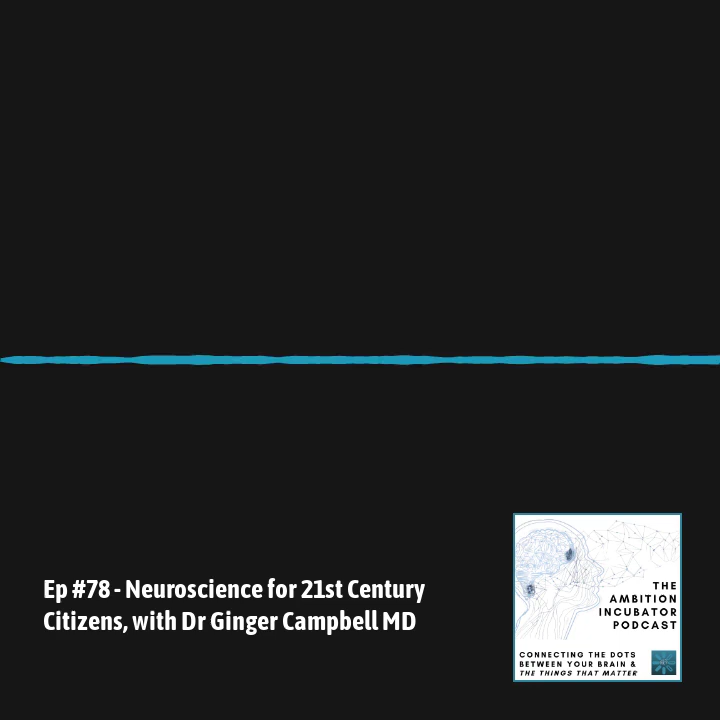 Ep #78 - Neuroscience for 21st Century
Citizens, with Dr Ginger Campbell MD
THE
AMBITION
INCUBATOR
PODCAST
CONNECTING THE DOTS
BETWEEN YOUR BRAIN &
THE THINGS THAT MATTER